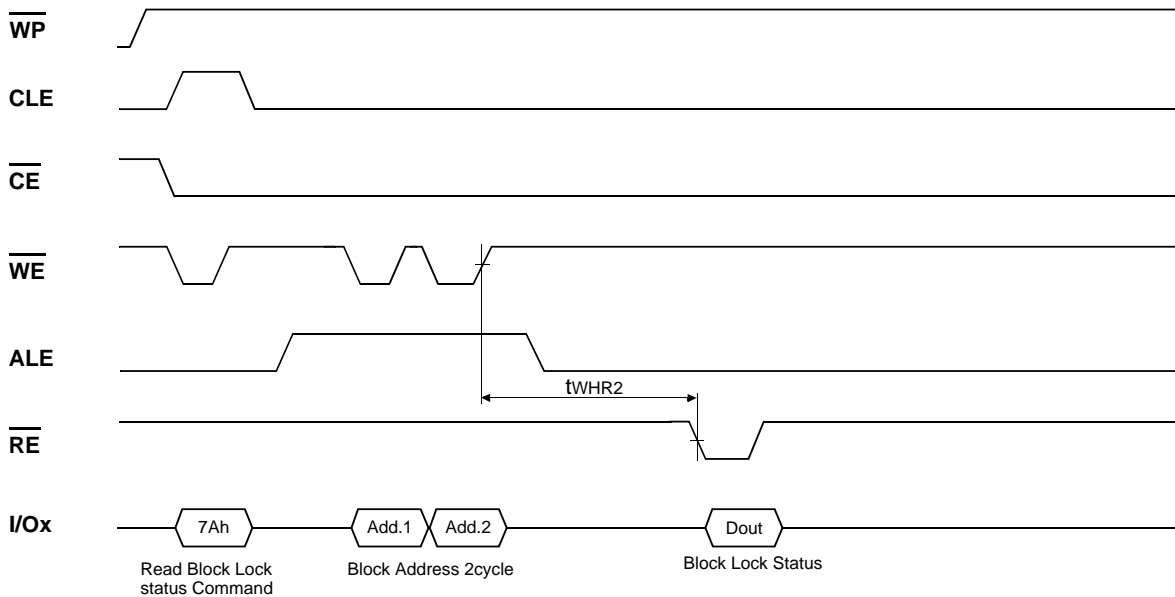 WP
CLE
CE
WE
ALE
tWHR2
RE
I/Ox
7Ah
Add.1
Add.2
Dout
Read Block Lock
status Command
Block Address 2cycle
Block Lock Status